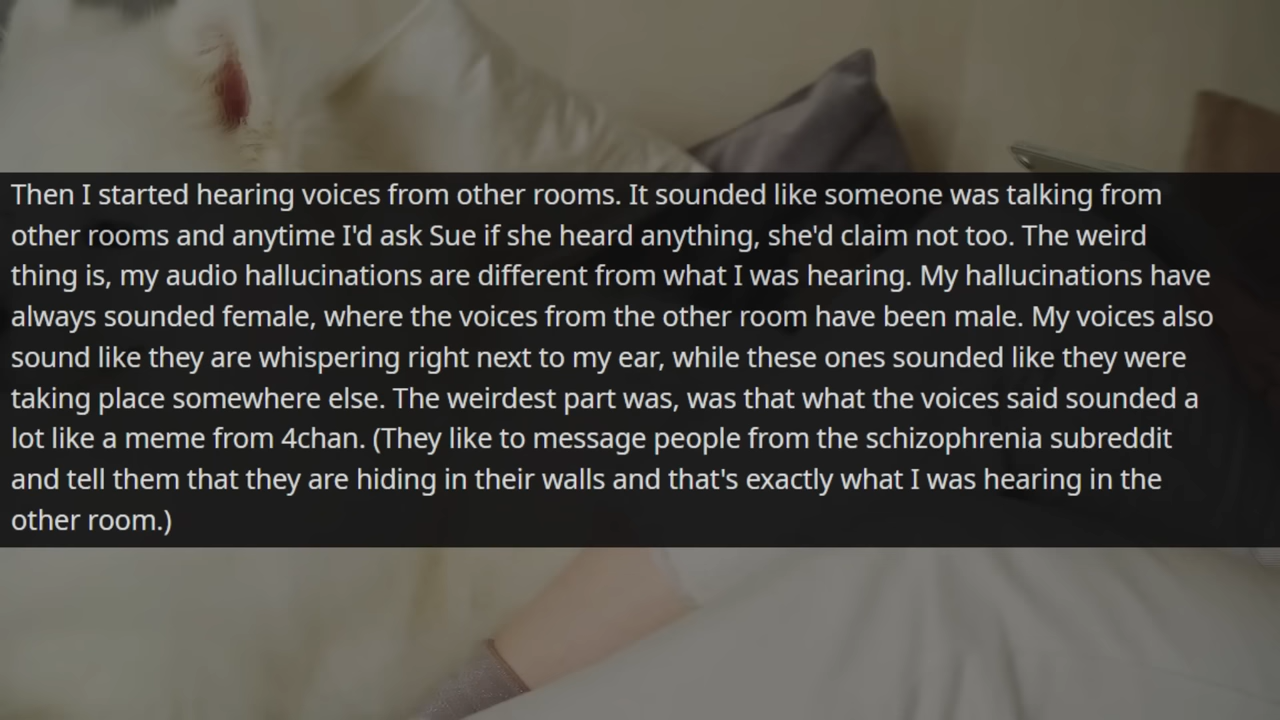 Then I started hearing voices from other rooms. It sounded like someone was talking from
other rooms and anytime I'd ask Sue if she heard anything, she'd claim not too. The weird
thing is, my audio hallucinations are different from what I was hearing. My hallucinations have
always sounded female, where the voices from the other room have been male. My voices also
sound like they are whispering right next to my ear, while these ones sounded like they were
taking place somewhere else. The weirdest part was, was that what the voices said sounded a
lot like a meme from 4chan. (They like to message people from the schizophrenia subreddit
and tell them that they are hiding in their walls and that's exactly what I was hearing in the
other room.)